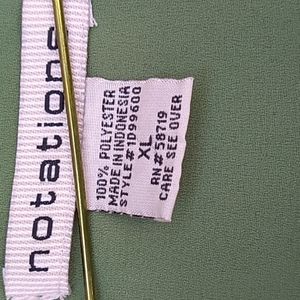 notations
100% POLYESTER
MADE IN INDONESIA
STYLE#1D99600
XL
RN#58719
CARE SEE OVER